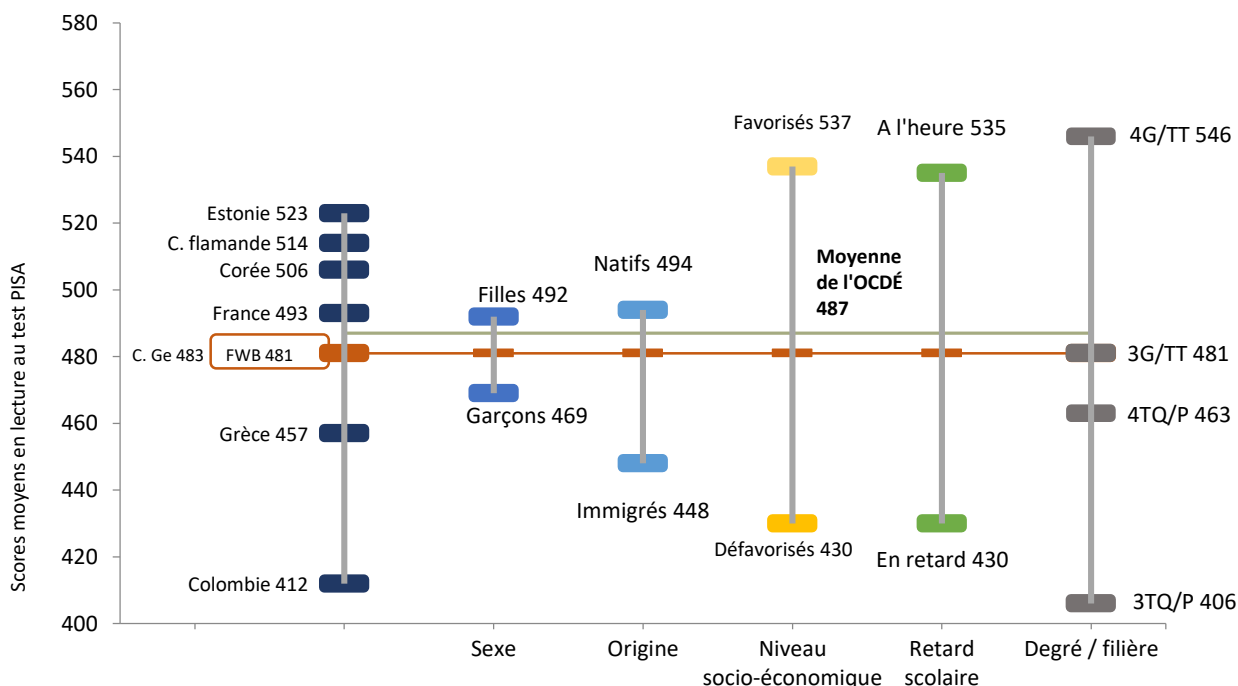 580
560
540
520
500
480
460
440
420
400
Scores moyens en lecture au test PISA
Estonie 523
C. flamande 514
Corée 506
France 493
C. Ge 483
FWB 481
Grèce 457
Colombie 412
Filles 492
Garçons 469
Natifs 494
Immigrés 448
Favorisés 537
Défavorisés 430
Moyenne
de l'OCDÉ
487
A l'heure 535
En retard 430
4G/TT 546
3G/TT 481
4TQ/P 463
3TQ/P 406
Sexe
Origine
Niveau
socio-économique
Retard
scolaire
Degré / filière